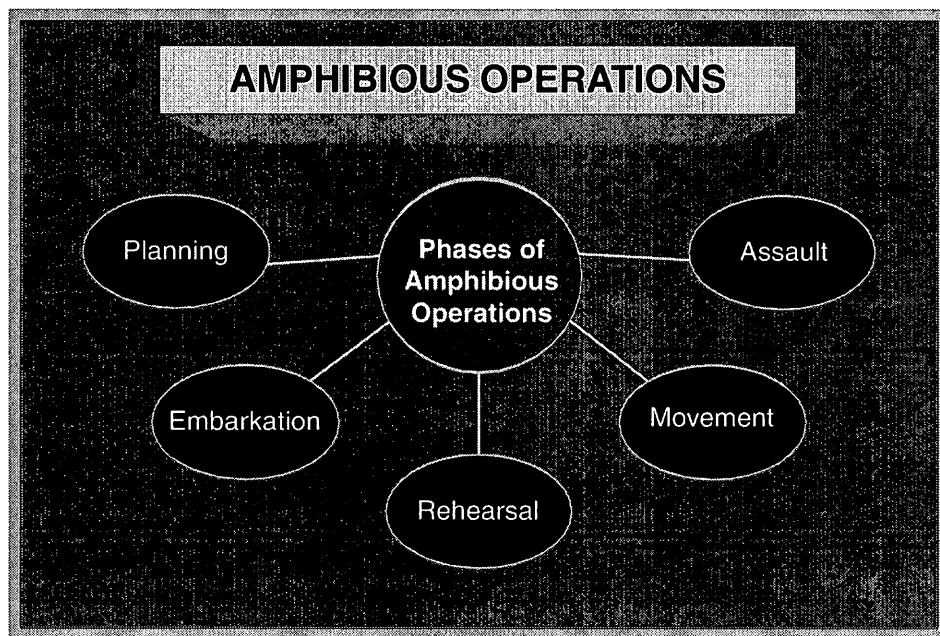 AMPHIBIOUS OPERATIONS
Planning
Phases of
Amphibious
Operations
Assault
Embarkation
Movement
Rehearsal